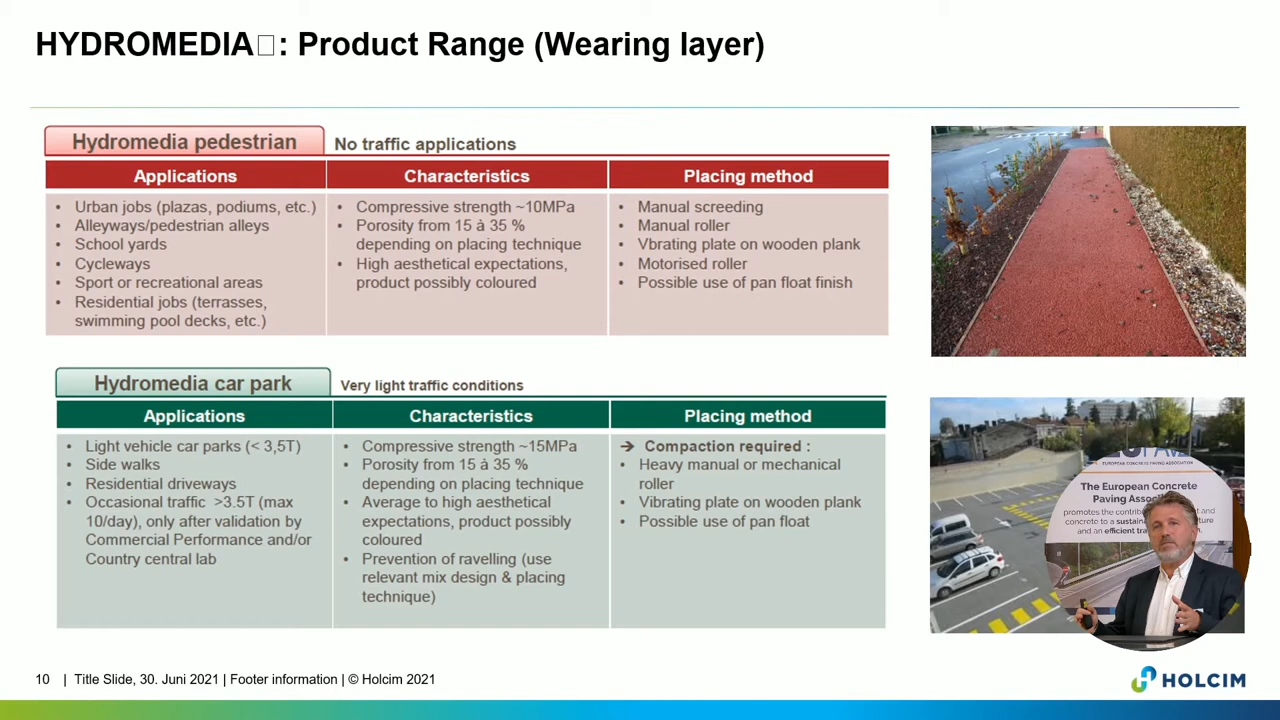 HYDROMEDIA□: Product Range (Wearing layer)
Hydromedia pedestrian
No traffic applications
Applications
Characteristics
Placing method
• Urban jobs (plazas, podiums, etc.)
• Alleyways/pedestrian alleys
• School yards
• Cycleways
• Sport or recreational areas
• Residential jobs (terrasses,
swimming pool decks, etc.)
• Compressive strength ~10MPa
• Porosity from 15 à 35 %
depending on placing technique
• High aesthetical expectations,
product possibly coloured
• Manual screeding
• Manual roller
• Vbrating plate on wooden plank
• Motorised roller
• Possible use of pan float finish
Hydromedia car park
Very light traffic conditions
Applications
Characteristics
Placing method
• Light vehicle car parks (< 3,5T)
• Side walks
• Residential driveways
• Occasional traffic >3.5T (max
10/day), only after validation by
Commercial Performance and/or
Country central lab
• Compressive strength ~15MPa
• Porosity from 15 à 35 %
depending on placing technique
• Average to high aesthetical
expectations, product possibly
coloured
• Prevention of ravelling (use
relevant mix design & placing
technique)
➔ Compaction required :
• Heavy manual or mechanical
roller
• Vibrating plate on wooden plank
• Possible use of pan float
EUROPEAN CONCRETE PAVING ASSOCIATION
The European Concrete
Paving
promotes the
concrete to a
and an efficient
10 | Title Slide, 30. Juni 2021 | Footer information | © Holcim 2021
HOLCIM